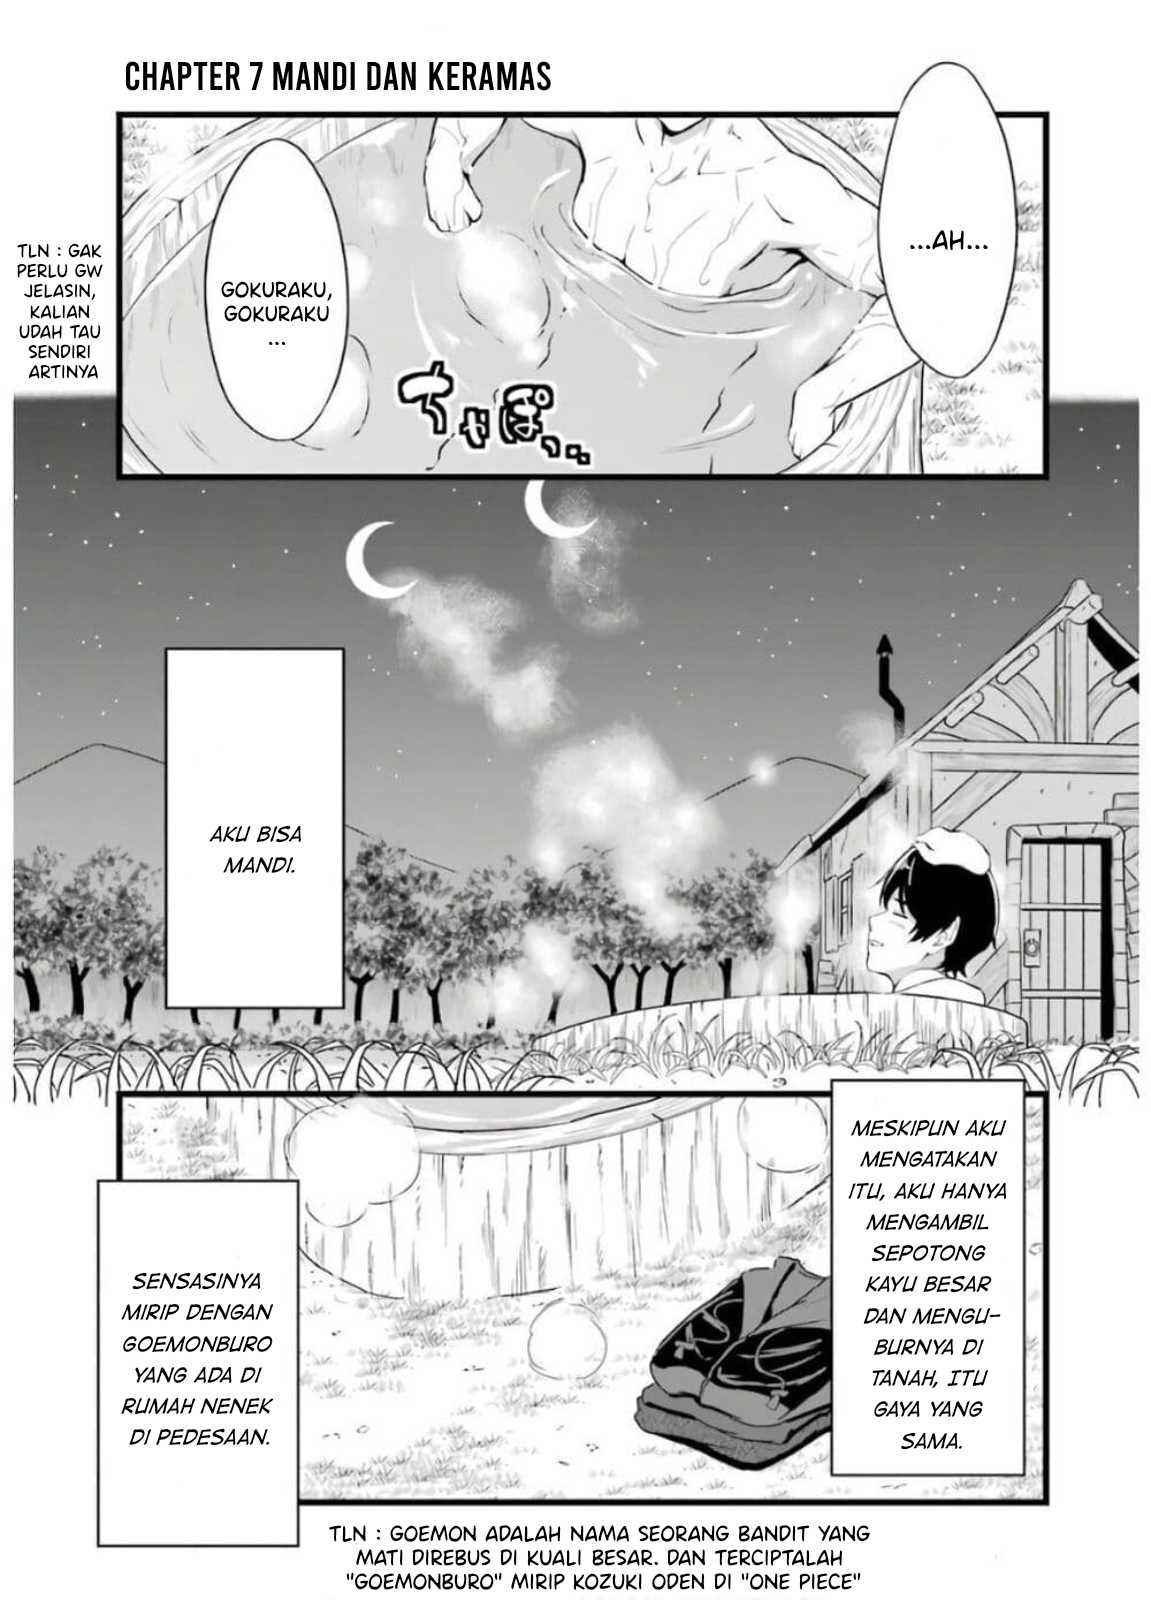 CHAPTER 7 MANDI DAN KERAMAS
...AH...
GOKURAKU,
GOKURAKU
...
TLN : GAK
PERLU GW
JELASIN,
KALIAN
UDAH TAU
SENDIRI
ARTINYA
ちゃぽっ…
AKU BISA
MANDI.
MESKIPUN AKU
MENGATAKAN
ITU, AKU HANYA
MENGAMBIL
SEPOTONG
KAYU BESAR
DAN MENGU-
BURNYA DI
TANAH, ITU
GAYA YANG
SAMA.
SENSASINYA
MIRIP DENGAN
GOEMONBURO
YANG ADA DI
RUMAH NENEK
DI PEDESAAN.
TLN : GOEMON ADALAH NAMA SEORANG BANDIT YANG
MATI DIREBUS DI KUALI BESAR. DAN TERCIPTALAH
"GOEMONBURO" MIRIP KOZUKI ODEN DI "ONE PIECE"